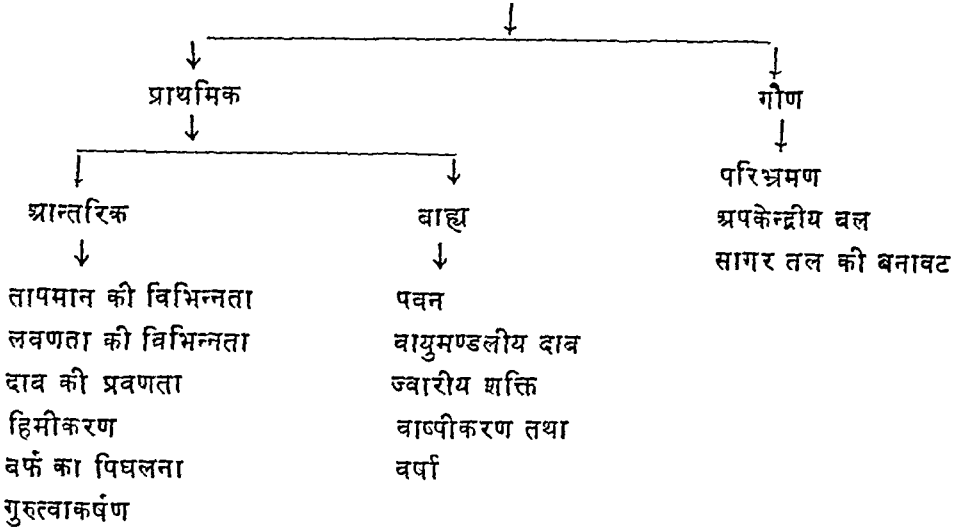 प्राथमिक
गौण
आन्तरिक
बाह्य
परिभ्रमण
अपकेन्द्रीय बल
सागर तल की बनावट
तापमान की विभिन्नता
लवणता की विभिन्नता
दाब की प्रवणता
हिमीकरण
बर्फ का पिघलना
गुरुत्वाकर्षण
पवन
वायुमण्डलीय दाब
ज्वारीय शक्ति
वाष्पीकरण तथा
वर्षा